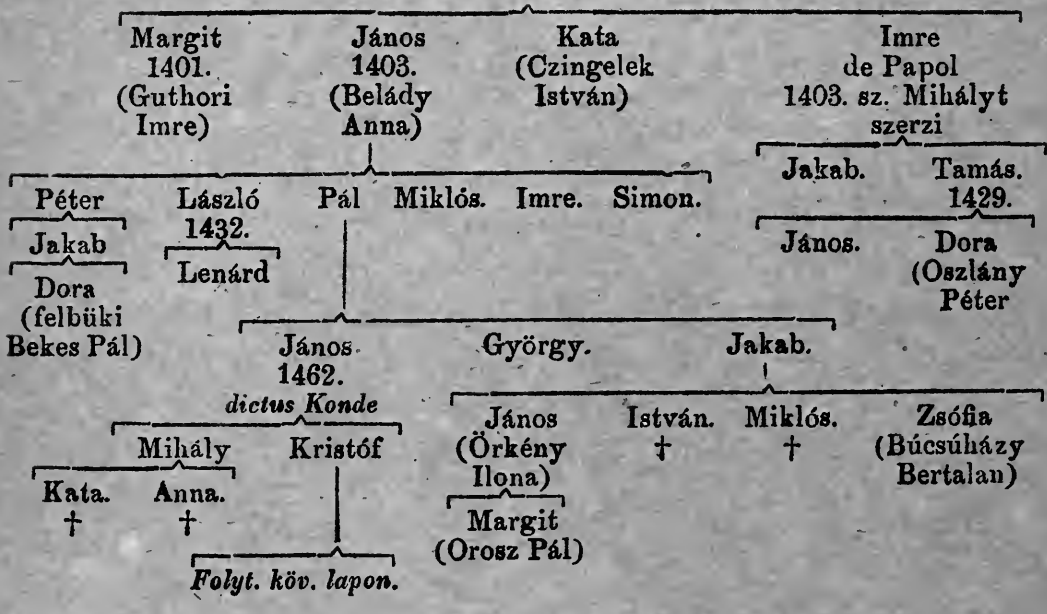 Margit János Kata Imre
1401. 1403. (Czingelek de Papol
(Guthori (Belády István) 1403. sz. Mihályt
Imre) Anna) szerzi
Jakab. Tamás.
1429.
Péter László Pál Miklós. Imre. Simon.
1432.
Jakab Lenárd János. Dora
(Oszlány
Péter
Dora
(felbüki
Bekes Pál)
János. György. Jakab.
1462.
dictus Konde
Mihály Kristóf
János István. Miklós. Zsófia
(Örkény † † (Búcsúházy
Ilona) Bertalan)
Kata. Anna.
† †
Margit
(Orosz Pál)
Folyt. köv. lapon.